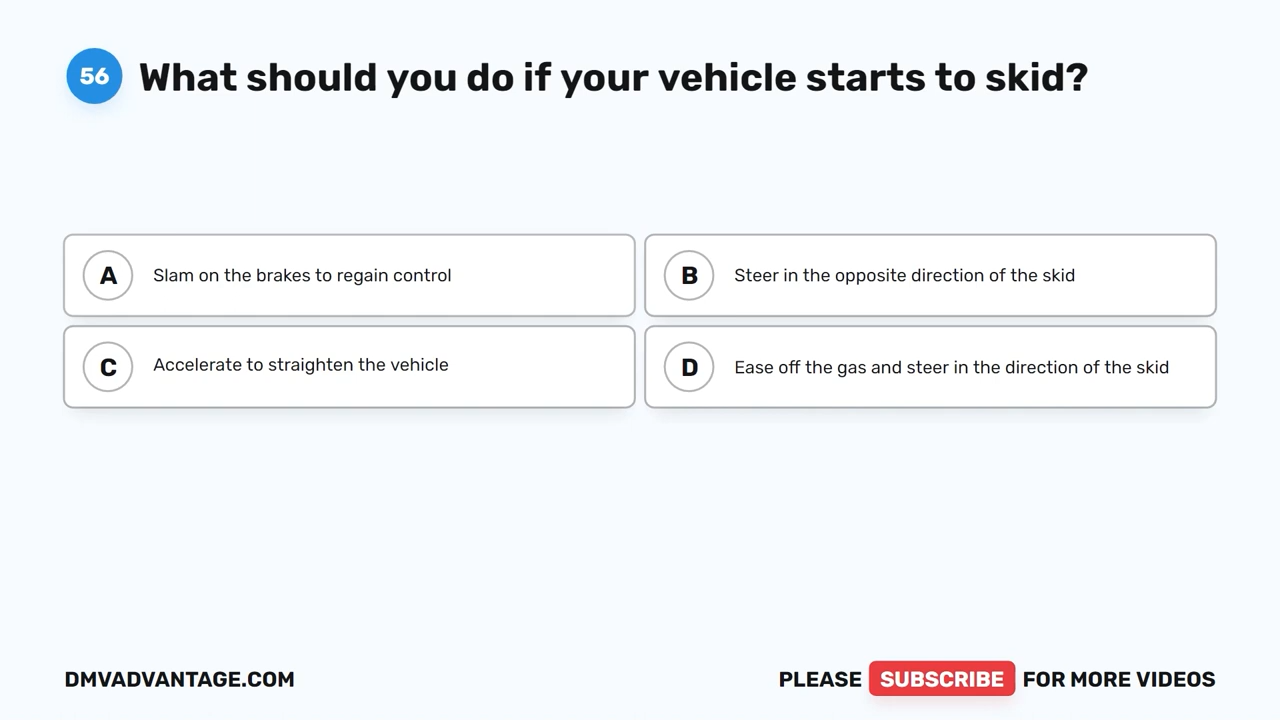 56 What should you do if your vehicle starts to skid?
A Slam on the brakes to regain control
B Steer in the opposite direction of the skid
C Accelerate to straighten the vehicle
D Ease off the gas and steer in the direction of the skid
DMVADVANTAGE.COM
PLEASE SUBSCRIBE FOR MORE VIDEOS